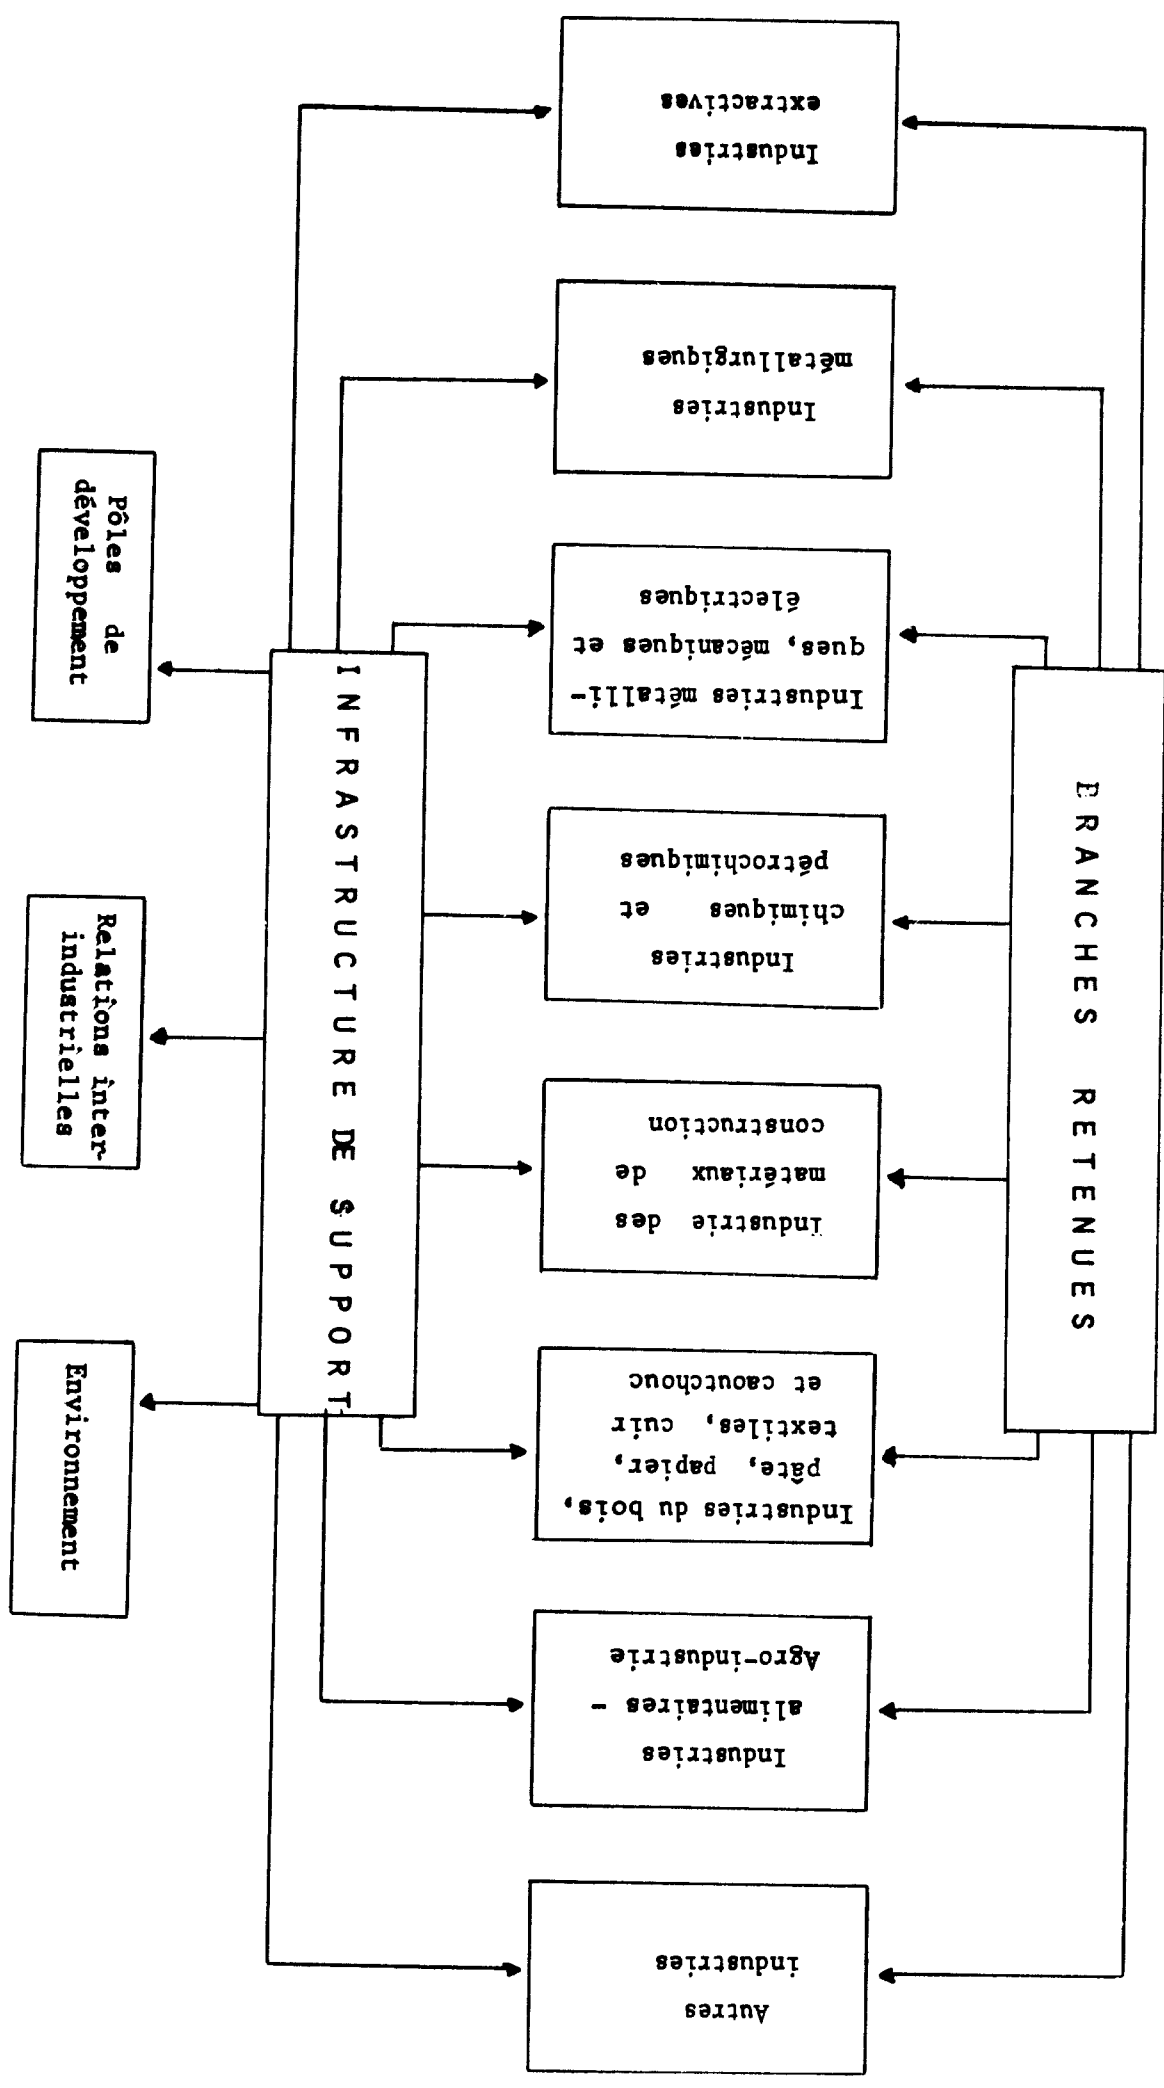 BRANCHES RETENUES
Industries
extractives
Industries
métallurgiques
Industries métalli-
ques, mécaniques et
électriques
Industries
chimiques et
pétrochimiques
Industrie des
matériaux de
construction
Industries du bois,
pâte, papier,
textiles, cuir
et caoutchouc
Industries
alimentaires -
Agro-industrie
Autres
industries
INFRASTRUCTURE DE SUPPORT
Pôles de
développement
Relations inter-
industrielles
Environnement